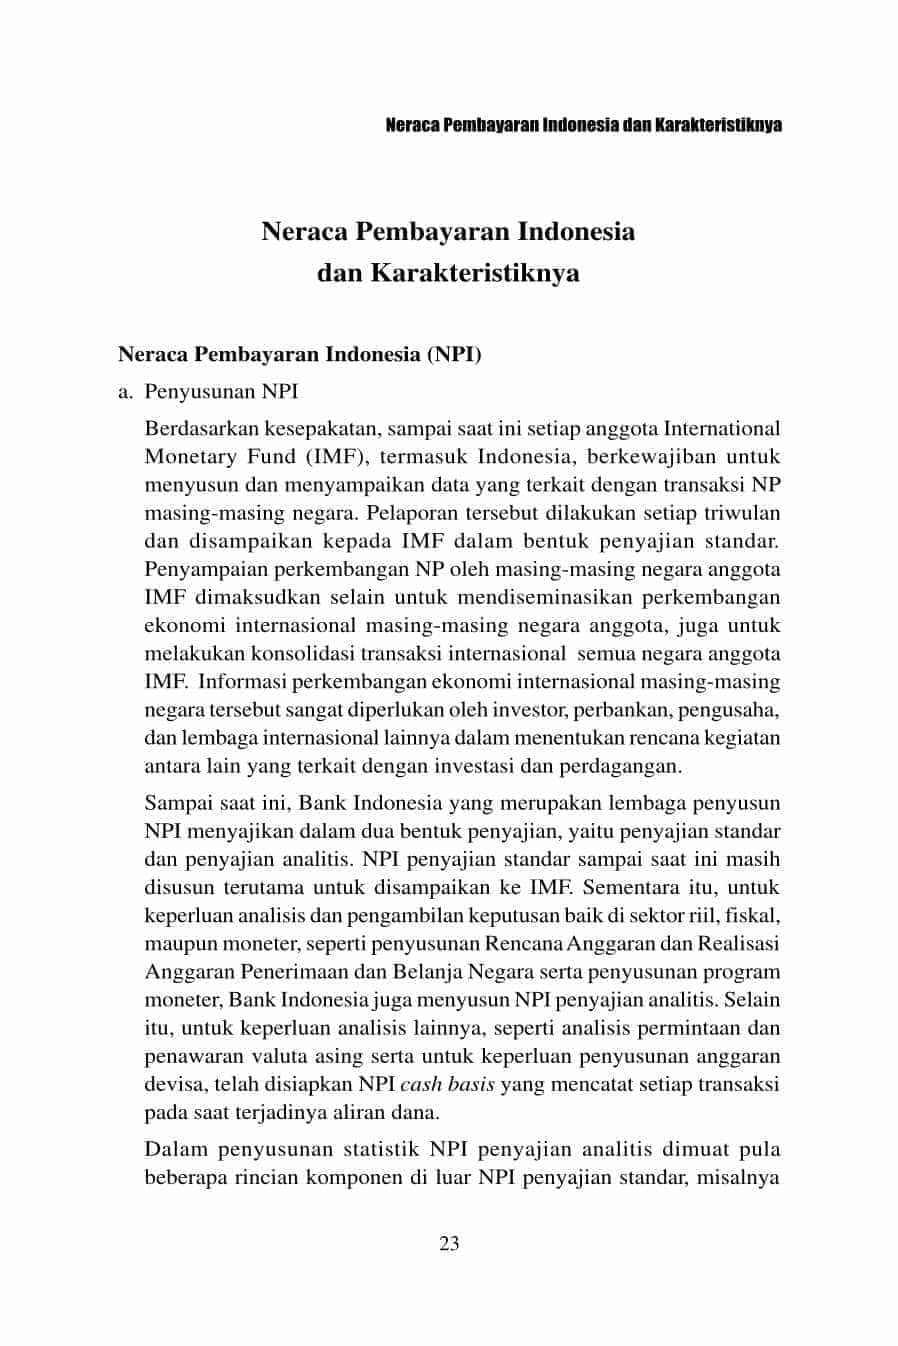 Neraca Pembayaran Indonesia dan Karakteristiknya
Neraca Pembayaran Indonesia
dan Karakteristiknya
Neraca Pembayaran Indonesia (NPI)
a. Penyusunan NPI
Berdasarkan kesepakatan, sampai saat ini setiap anggota International
Monetary Fund (IMF), termasuk Indonesia, berkewajiban untuk
menyusun dan menyampaikan data yang terkait dengan transaksi NP
masing-masing negara. Pelaporan tersebut dilakukan setiap triwulan
dan disampaikan kepada IMF dalam bentuk penyajian standar.
Penyampaian perkembangan NP oleh masing-masing negara anggota
IMF dimaksudkan selain untuk mendiseminasikan perkembangan
ekonomi internasional masing-masing negara anggota, juga untuk
melakukan konsolidasi transaksi internasional semua negara anggota
IMF. Informasi perkembangan ekonomi internasional masing-masing
negara tersebut sangat diperlukan oleh investor, perbankan, pengusaha,
dan lembaga internasional lainnya dalam menentukan rencana kegiatan
antara lain yang terkait dengan investasi dan perdagangan.
Sampai saat ini, Bank Indonesia yang merupakan lembaga penyusun
NPI menyajikan dalam dua bentuk penyajian, yaitu penyajian standar
dan penyajian analitis. NPI penyajian standar sampai saat ini masih
disusun terutama untuk disampaikan ke IMF. Sementara itu, untuk
keperluan analisis dan pengambilan keputusan baik di sektor riil, fiskal,
maupun moneter, seperti penyusunan Rencana Anggaran dan Realisasi
Anggaran Penerimaan dan Belanja Negara serta penyusunan program
moneter, Bank Indonesia juga menyusun NPI penyajian analitis. Selain
itu, untuk keperluan analisis lainnya, seperti analisis permintaan dan
penawaran valuta asing serta untuk keperluan penyusunan anggaran
devisa, telah disiapkan NPI cash basis yang mencatat setiap transaksi
pada saat terjadinya aliran dana.
Dalam penyusunan statistik NPI penyajian analitis dimuat pula
beberapa rincian komponen di luar NPI penyajian standar, misalnya
23